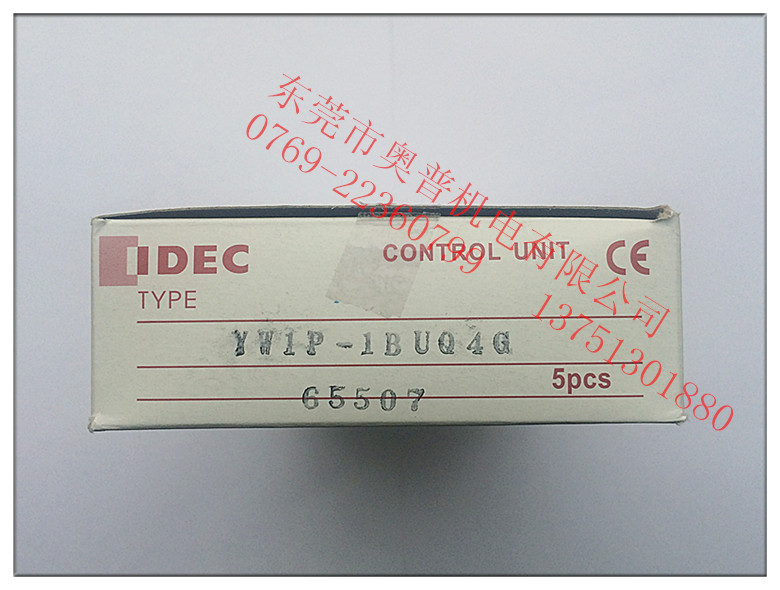 东莞市奥普机电有限公司
0769-22360799
13751301880
IDEC
CONTROL UNIT
CE
TYPE
YW1P-1BUQ4G
5pcs
65507